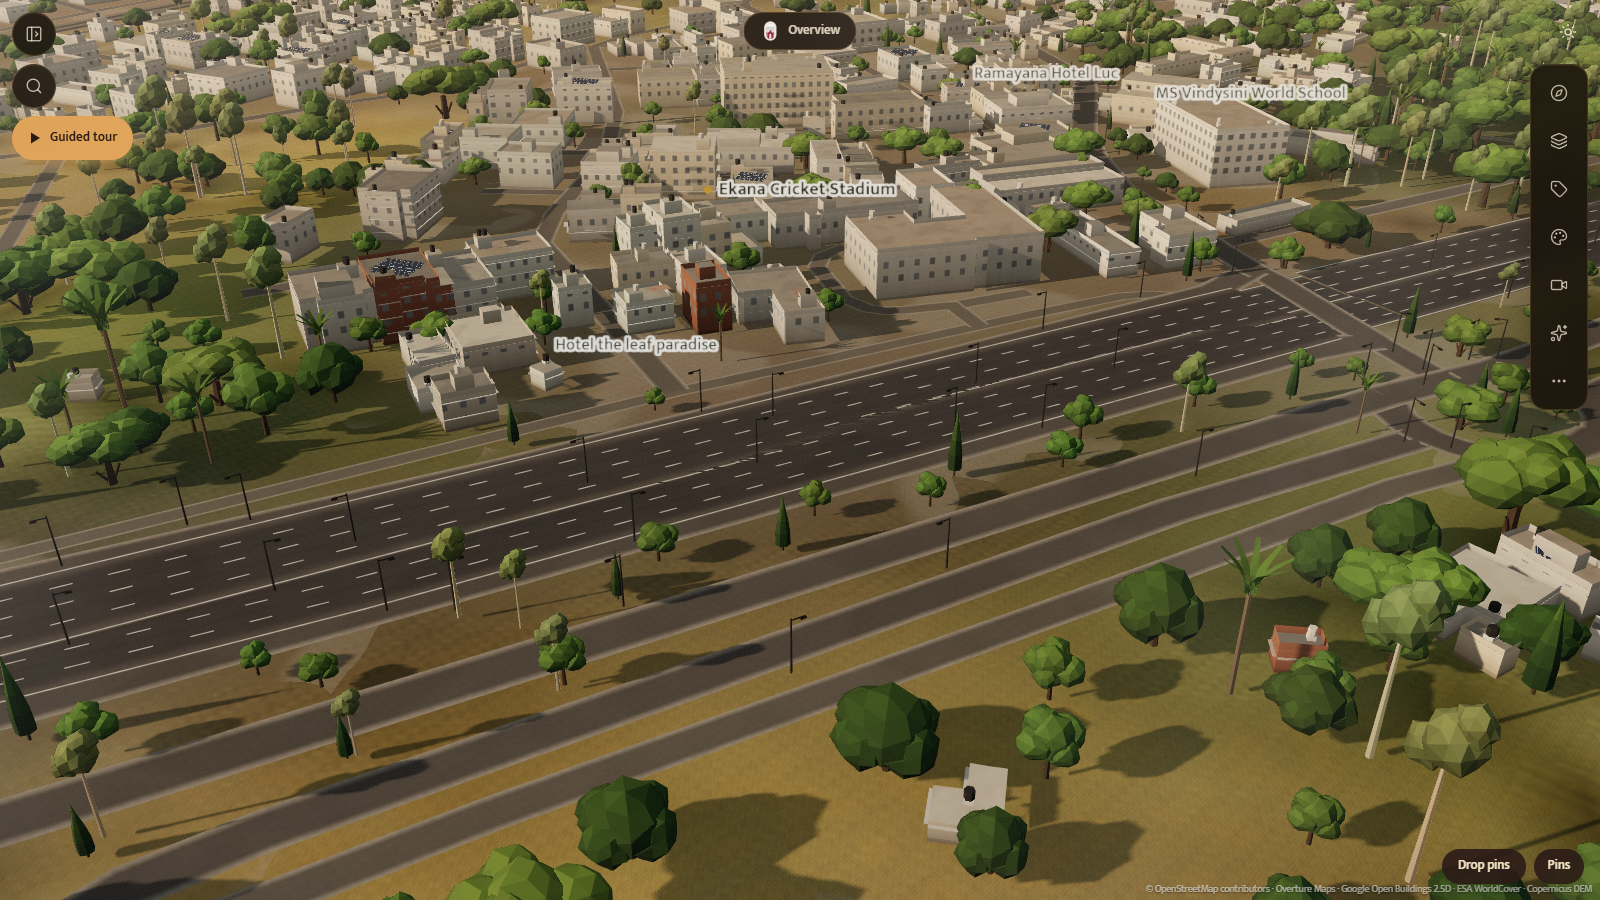 Overview
Ramayana Hotel Luc
MS Vindysini World School
Guided tour
Ekana Cricket Stadium
Hotel the leaf paradise
Drop pins
Pins
© OpenStreetMap contributors · Overture Maps · Google Open Buildings 2.5D · ESA WorldCover · Copernicus DEM